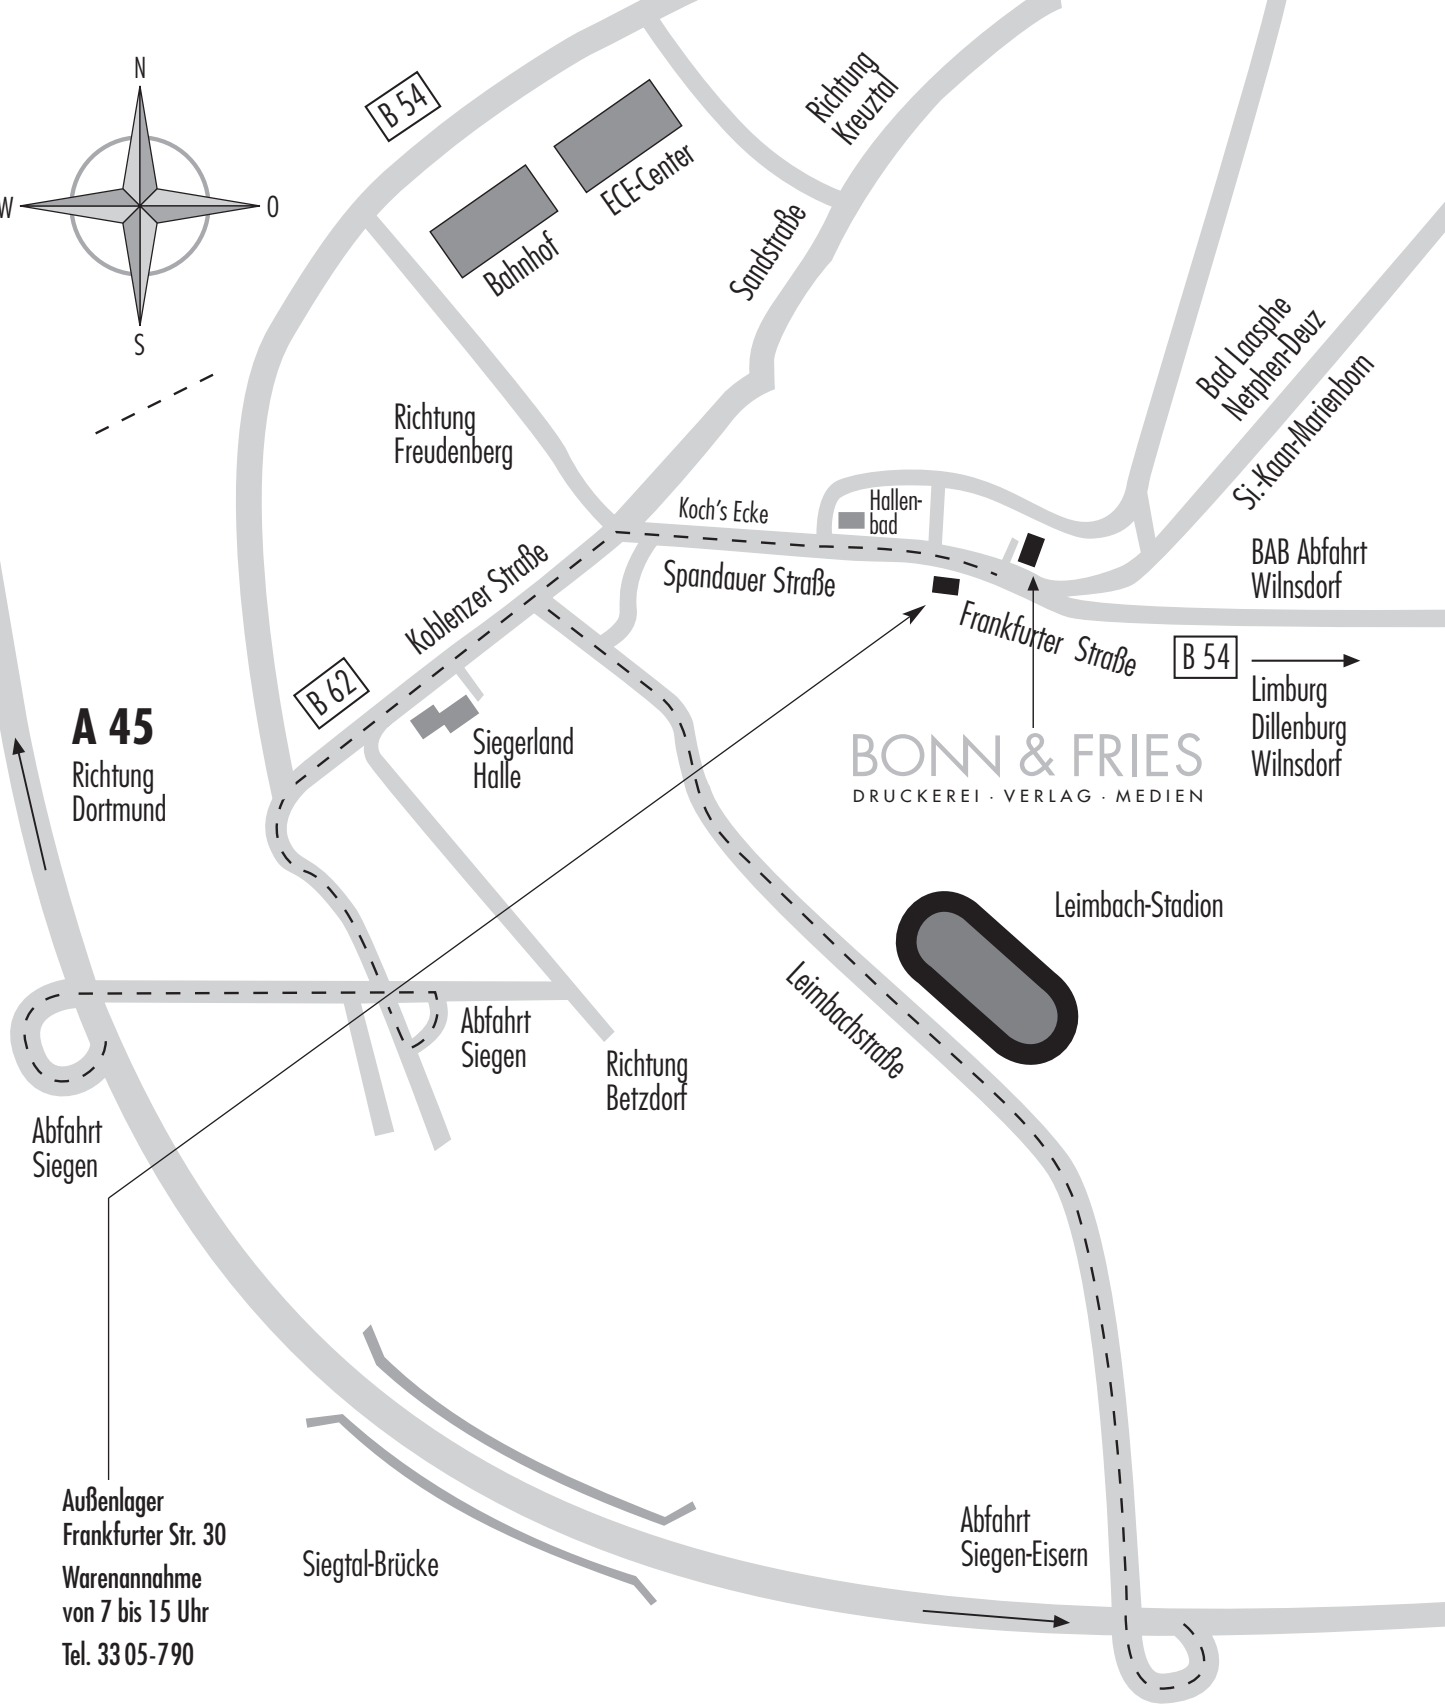 N
W
O
S
B 54
ECE-Center
Bahnhof
Richtung
Kreuztal
Sandstraße
Richtung
Freudenberg
Bad Laasphe
Netphen-Deuz
Si.-Kaan-Marienborn
Koch's Ecke
Hallen-
bad
Spandauer Straße
Koblenzer Straße
B 62
Frankfurter Straße
BAB Abfahrt
Wilnsdorf
B 54
Limburg
Dillenburg
Wilnsdorf
A 45
Richtung
Dortmund
Siegerland
Halle
BONN & FRIES
DRUCKEREI · VERLAG · MEDIEN
Leimbach-Stadion
Leimbachstraße
Abfahrt
Siegen
Richtung
Betzdorf
Abfahrt
Siegen
Außenlager
Frankfurter Str. 30
Warenannahme
von 7 bis 15 Uhr
Tel. 33 05-790
Siegtal-Brücke
Abfahrt
Siegen-Eisern